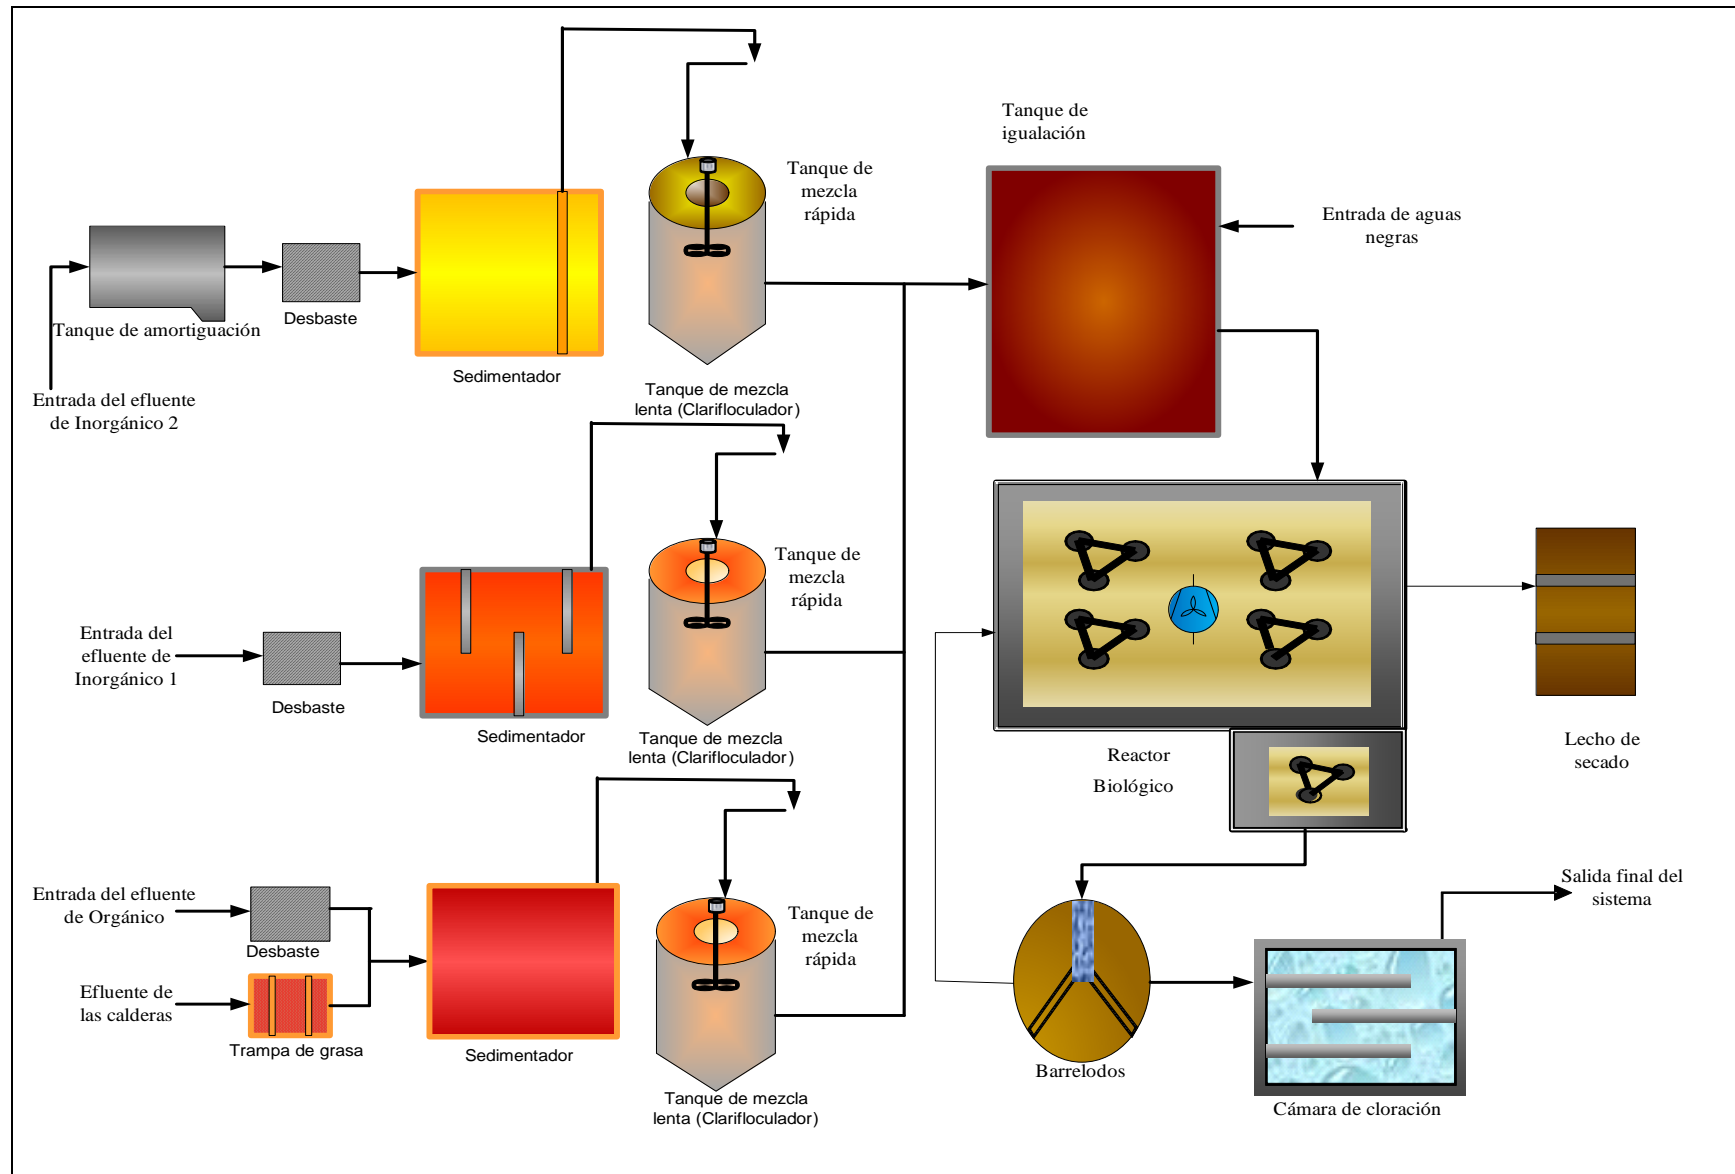 Tanque de
igualación
Tanque de
mezcla
rápida
Entrada de aguas
negras
Tanque de amortiguación
Desbaste
Sedimentador
Tanque de mezcla
lenta (Clarifloculador)
Entrada del efluente
de Inorgánico 2
Tanque de
mezcla
rápida
Entrada del
efluente de
Inorgánico 1
Desbaste
Sedimentador
Tanque de mezcla
lenta (Clarifloculador)
Reactor
Biológico
Lecho de
secado
Entrada del efluente
de Orgánico
Desbaste
Efluente de
las calderas
Trampa de grasa
Sedimentador
Tanque de
mezcla
rápida
Tanque de mezcla
lenta (Clarifloculador)
Salida final del
sistema
Barrelodos
Cámara de cloración